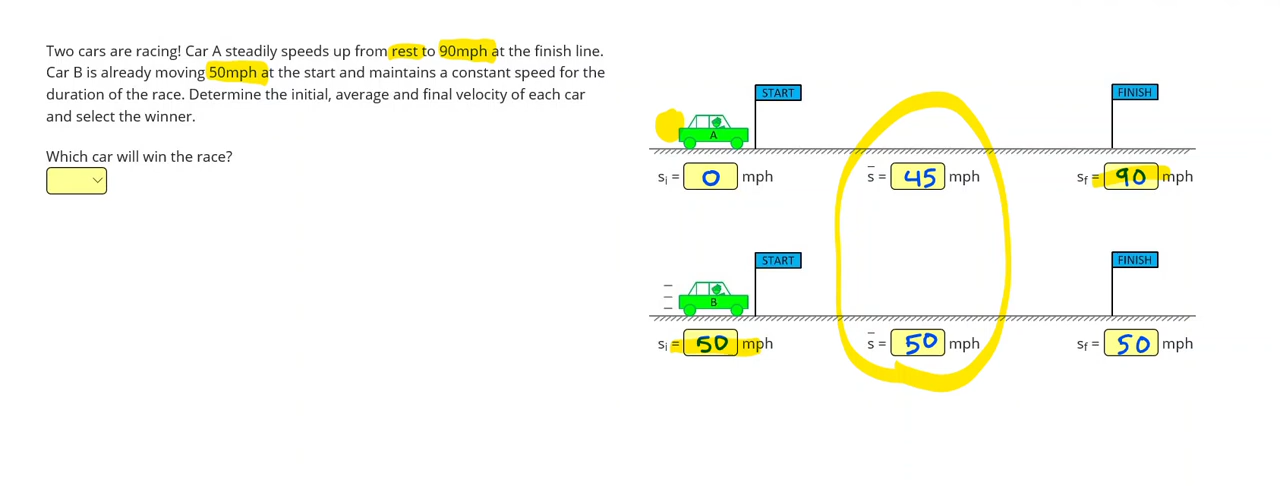 Two cars are racing! Car A steadily speeds up from rest to 90mph at the finish line.
Car B is already moving 50mph at the start and maintains a constant speed for the
duration of the race. Determine the initial, average and final velocity of each car
and select the winner.
Which car will win the race?
START
FINISH
A
sᵢ = 0 mph
s̄ = 45 mph
s_f = 90 mph
START
FINISH
B
sᵢ = 50 mph
s̄ = 50 mph
s_f = 50 mph